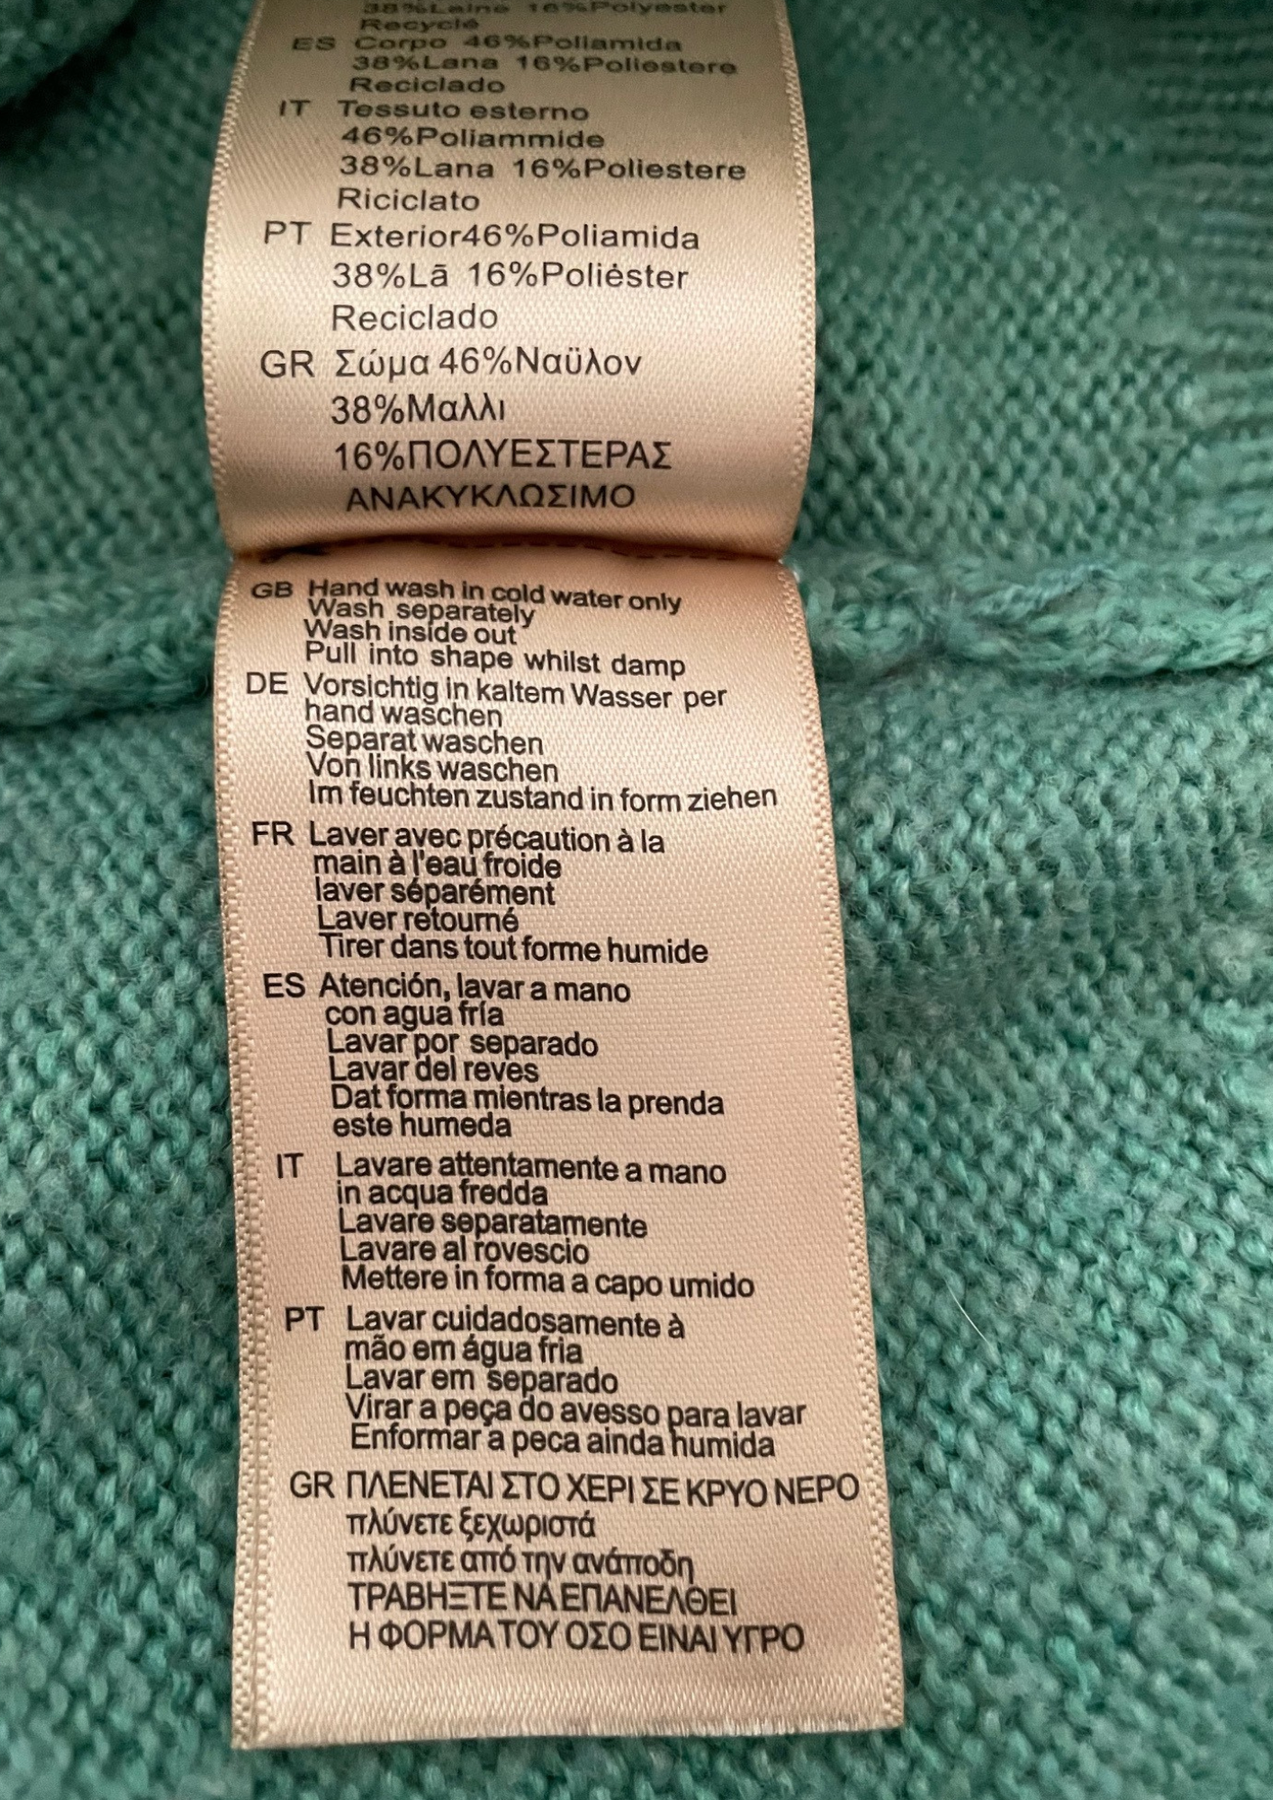 38%Laine 16%Polyester
Recyclé
ES Corpo 46%Poliamida
38%Lana 16%Poliestere
Reciclado
IT Tessuto esterno
46%Poliammide
38%Lana 16%Poliestere
Riciclato
PT Exterior46%Poliamida
38%Lã 16%Poliéster
Reciclado
GR Σώμα 46%Ναϋλον
38%Μαλλι
16%ΠΟΛΥΕΣΤΕΡΑΣ
ΑΝΑΚΥΚΛΩΣΙΜΟ
GB Hand wash in cold water only
Wash separately
Wash inside out
Pull into shape whilst damp
DE Vorsichtig in kaltem Wasser per
hand waschen
Separat waschen
Von links waschen
Im feuchten zustand in form ziehen
FR Laver avec précaution à la
main à l'eau froide
laver séparément
Laver retourné
Tirer dans tout forme humide
ES Atención, lavar a mano
con agua fría
Lavar por separado
Lavar del reves
Dat forma mientras la prenda
este humeda
IT Lavare attentamente a mano
in acqua fredda
Lavare separatamente
Lavare al rovescio
Mettere in forma a capo umido
PT Lavar cuidadosamente à
mão em água fria
Lavar em separado
Virar a peça do avesso para lavar
Enformar a peca ainda humida
GR ΠΛΕΝΕΤΑΙ ΣΤΟ ΧΕΡΙ ΣΕ ΚΡΥΟ ΝΕΡΟ
πλύνετε ξεχωριστά
πλύνετε από την ανάποδη
ΤΡΑΒΗΞΤΕ ΝΑ ΕΠΑΝΕΛΘΕΙ
Η ΦΟΡΜΑ ΤΟΥ ΟΣΟ ΕΙΝΑΙ ΥΓΡΟ